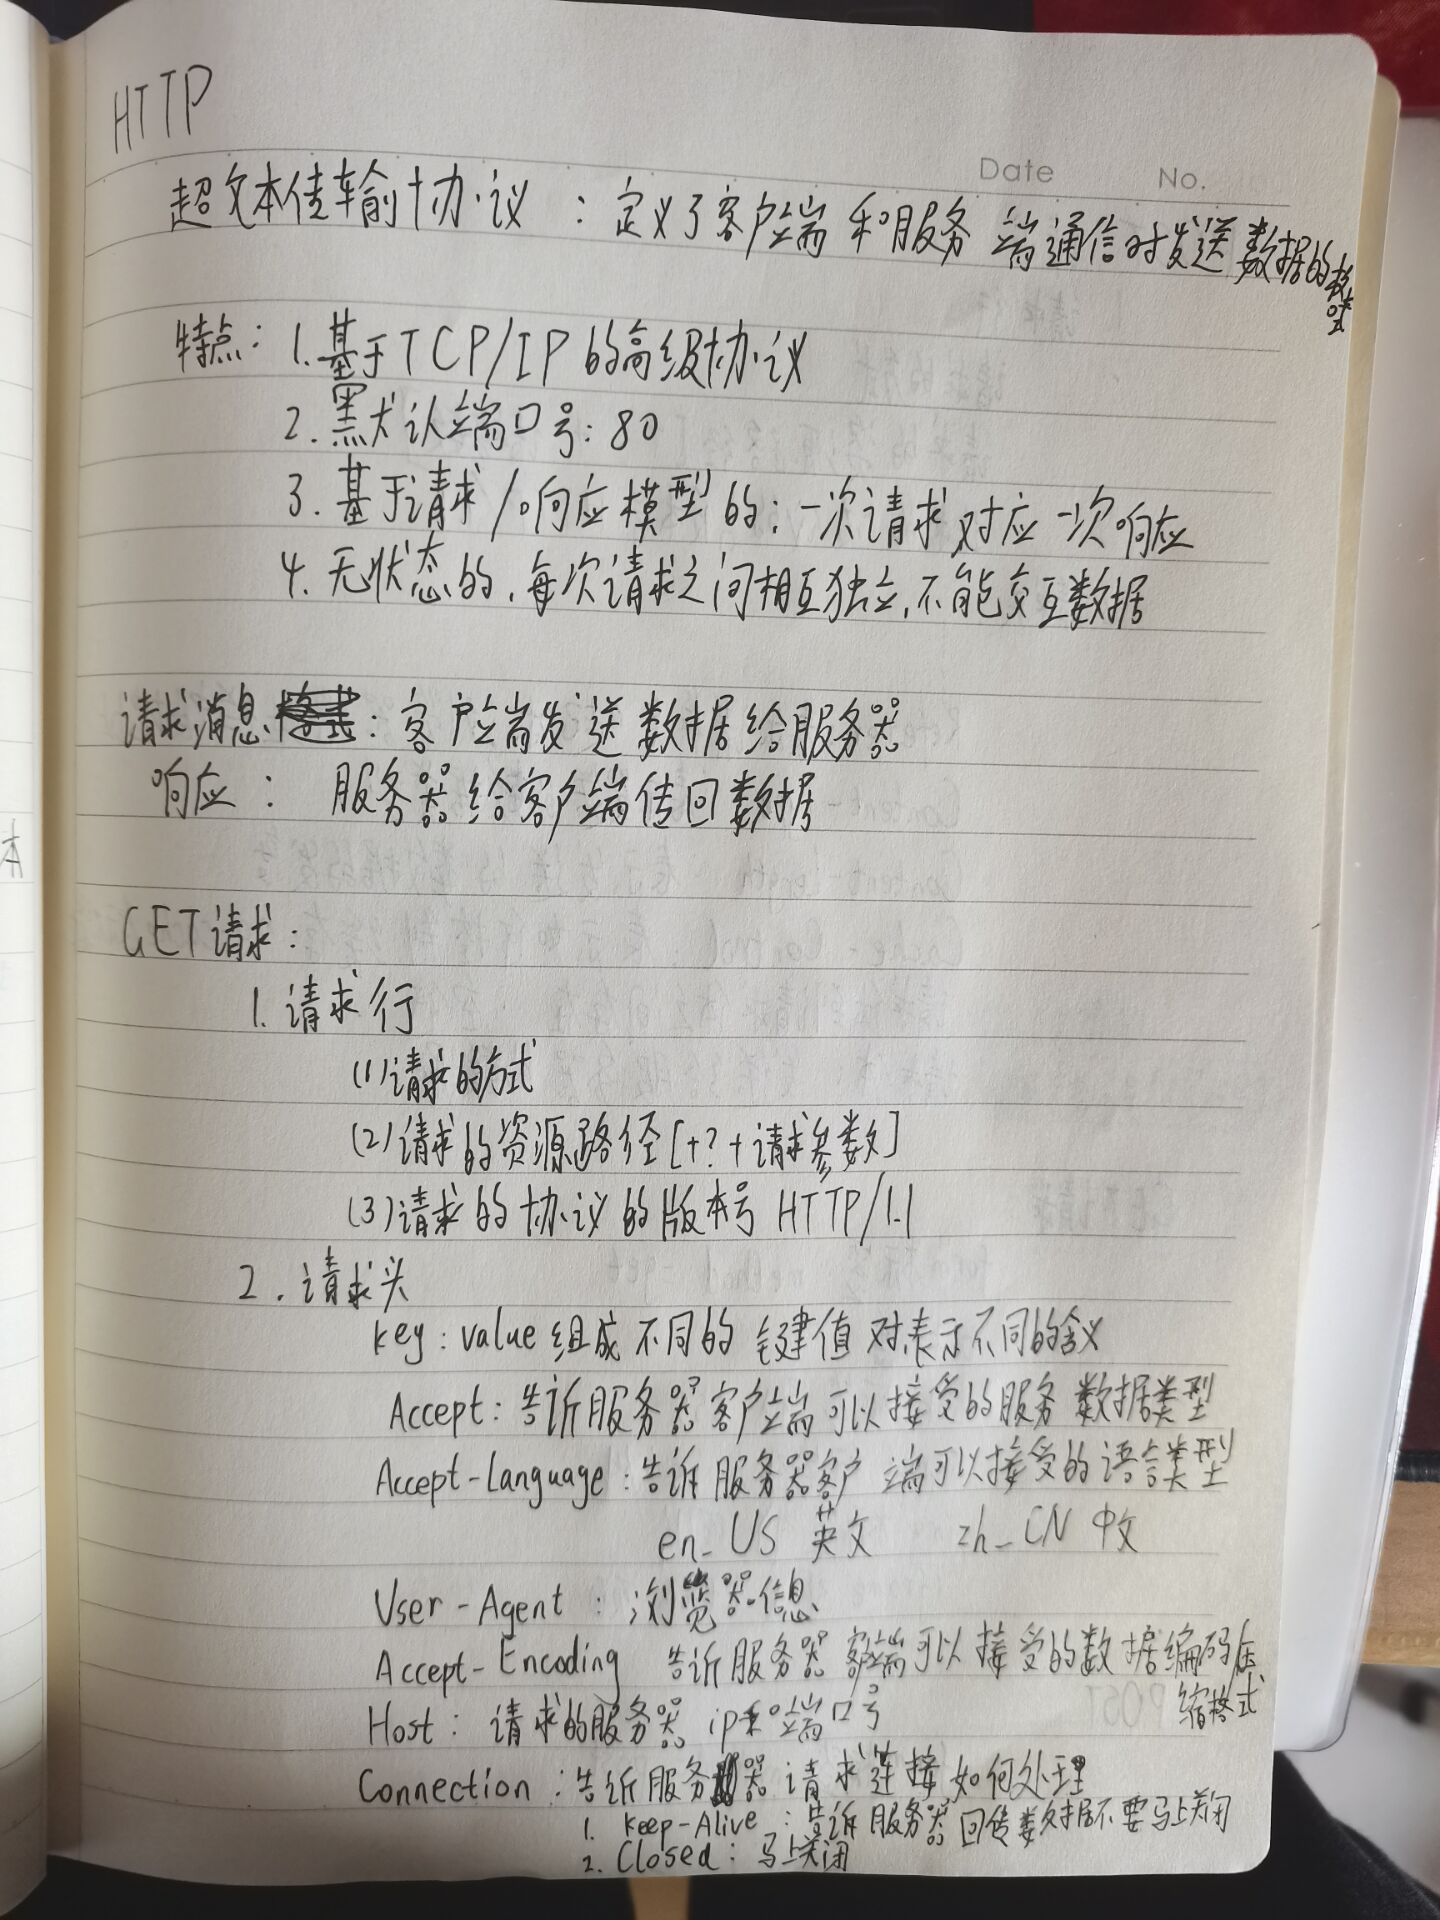 HTTP
Date No.
超文本传输协议：定义了客户端和服务端通信时发送数据的格式
特点：1.基于TCP/IP的高级协议
2.默认端口号：80
3.基于请求/响应模型的：一次请求对应一次响应
4.无状态的，每次请求之间相互独立，不能交互数据
请求消息：客户端发送数据给服务器
响应：服务器给客户端传回数据
GET请求：
1.请求行
(1)请求的方式
(2)请求的资源路径[+?+请求参数]
(3)请求的协议的版本号 HTTP/1.1
2.请求头
key：value组成不同的键值对表示不同的含义
Accept：告诉服务器客户端可以接受的服务数据类型
Accept-Language：告诉服务器客户端可以接受的语言类型
en_US 英文 zh_CN 中文
User-Agent：浏览器信息
Accept-Encoding 告诉服务器客端可以接受的数据编码压
缩格式
Host：请求的服务器ip和端口号
Connection：告诉服务器请求连接如何处理
1. Keep-Alive：告诉服务器回传数据不要马上关闭
2. Closed：马上关闭
本